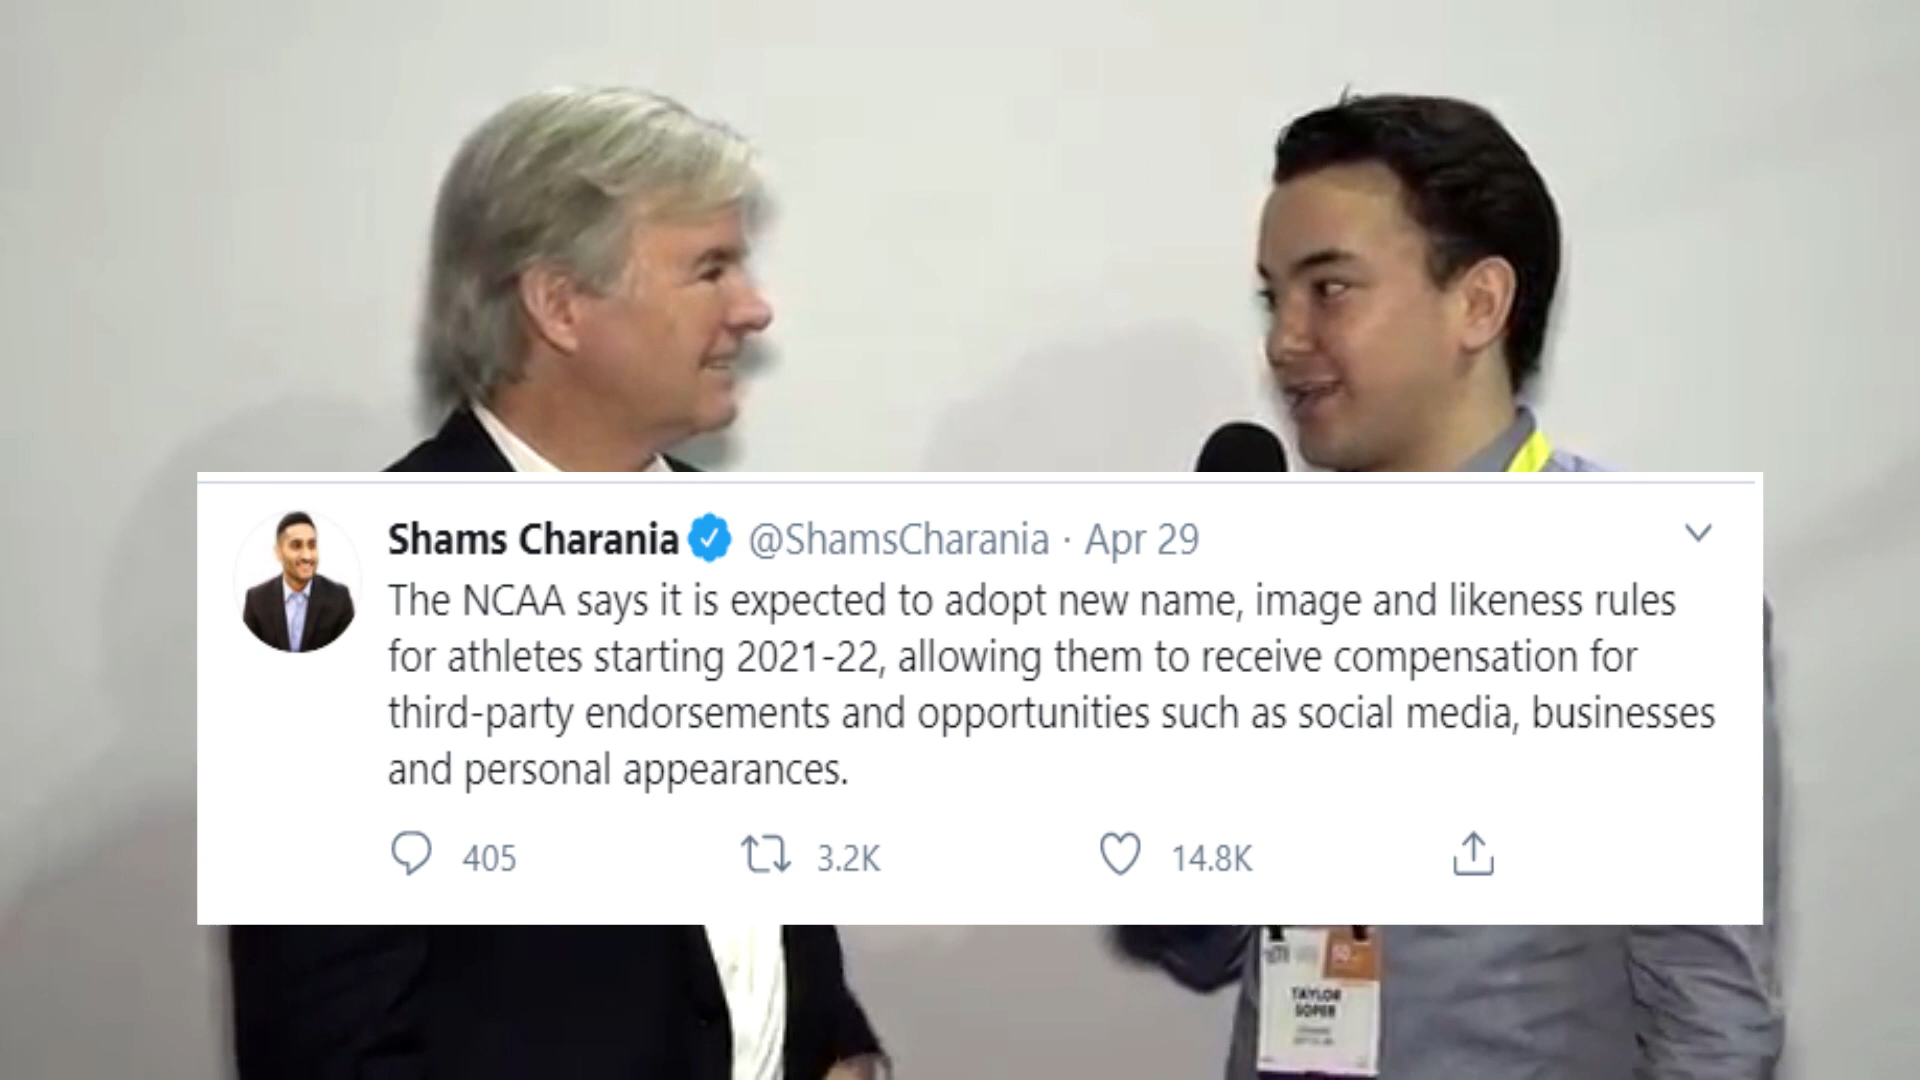 Shams Charania @ShamsCharania · Apr 29
The NCAA says it is expected to adopt new name, image and likeness rules
for athletes starting 2021-22, allowing them to receive compensation for
third-party endorsements and opportunities such as social media, businesses
and personal appearances.
405 3.2K 14.8K
TAYLOR
SOPER